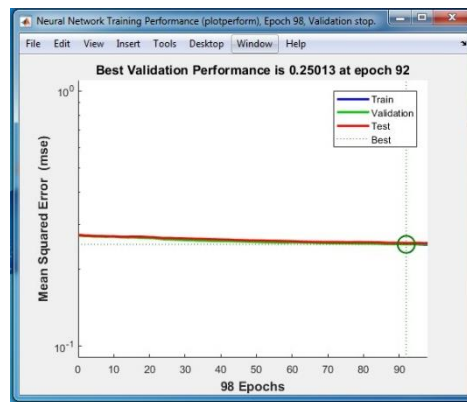 Neural Network Training Performance (plotperform), Epoch 98, Validation stop.
File Edit View Insert Tools Desktop Window Help
Best Validation Performance is 0.25013 at epoch 92
Mean Squared Error (mse)
10^0
10^-1
Train
Validation
Test
Best
0 10 20 30 40 50 60 70 80 90
98 Epochs